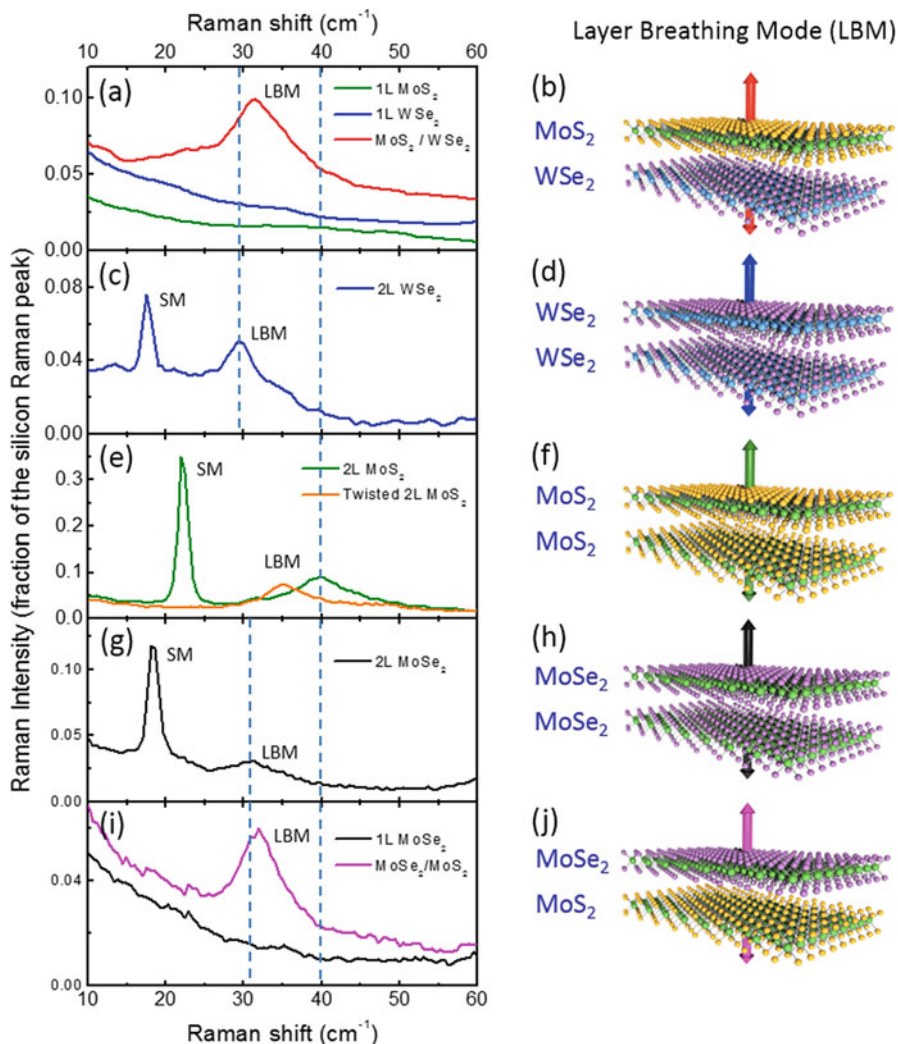 Raman shift (cm⁻¹)
10 20 30 40 50 60
Layer Breathing Mode (LBM)
Raman Intensity (fraction of the silicon Raman peak)
(a)
LBM
1L MoS₂
1L WSe₂
MoS₂ / WSe₂
0.10
0.05
0.00
(b)
MoS₂
WSe₂
(c)
SM
LBM
2L WSe₂
0.08
0.04
0.00
(d)
WSe₂
WSe₂
(e)
SM
LBM
2L MoS₂
Twisted 2L MoS₂
0.3
0.2
0.1
0.0
(f)
MoS₂
MoS₂
(g)
SM
LBM
2L MoSe₂
0.10
0.05
0.00
(h)
MoSe₂
MoSe₂
(i)
LBM
1L MoSe₂
MoSe₂/MoS₂
0.04
0.00
(j)
MoSe₂
MoS₂
10 20 30 40 50 60
Raman shift (cm⁻¹)